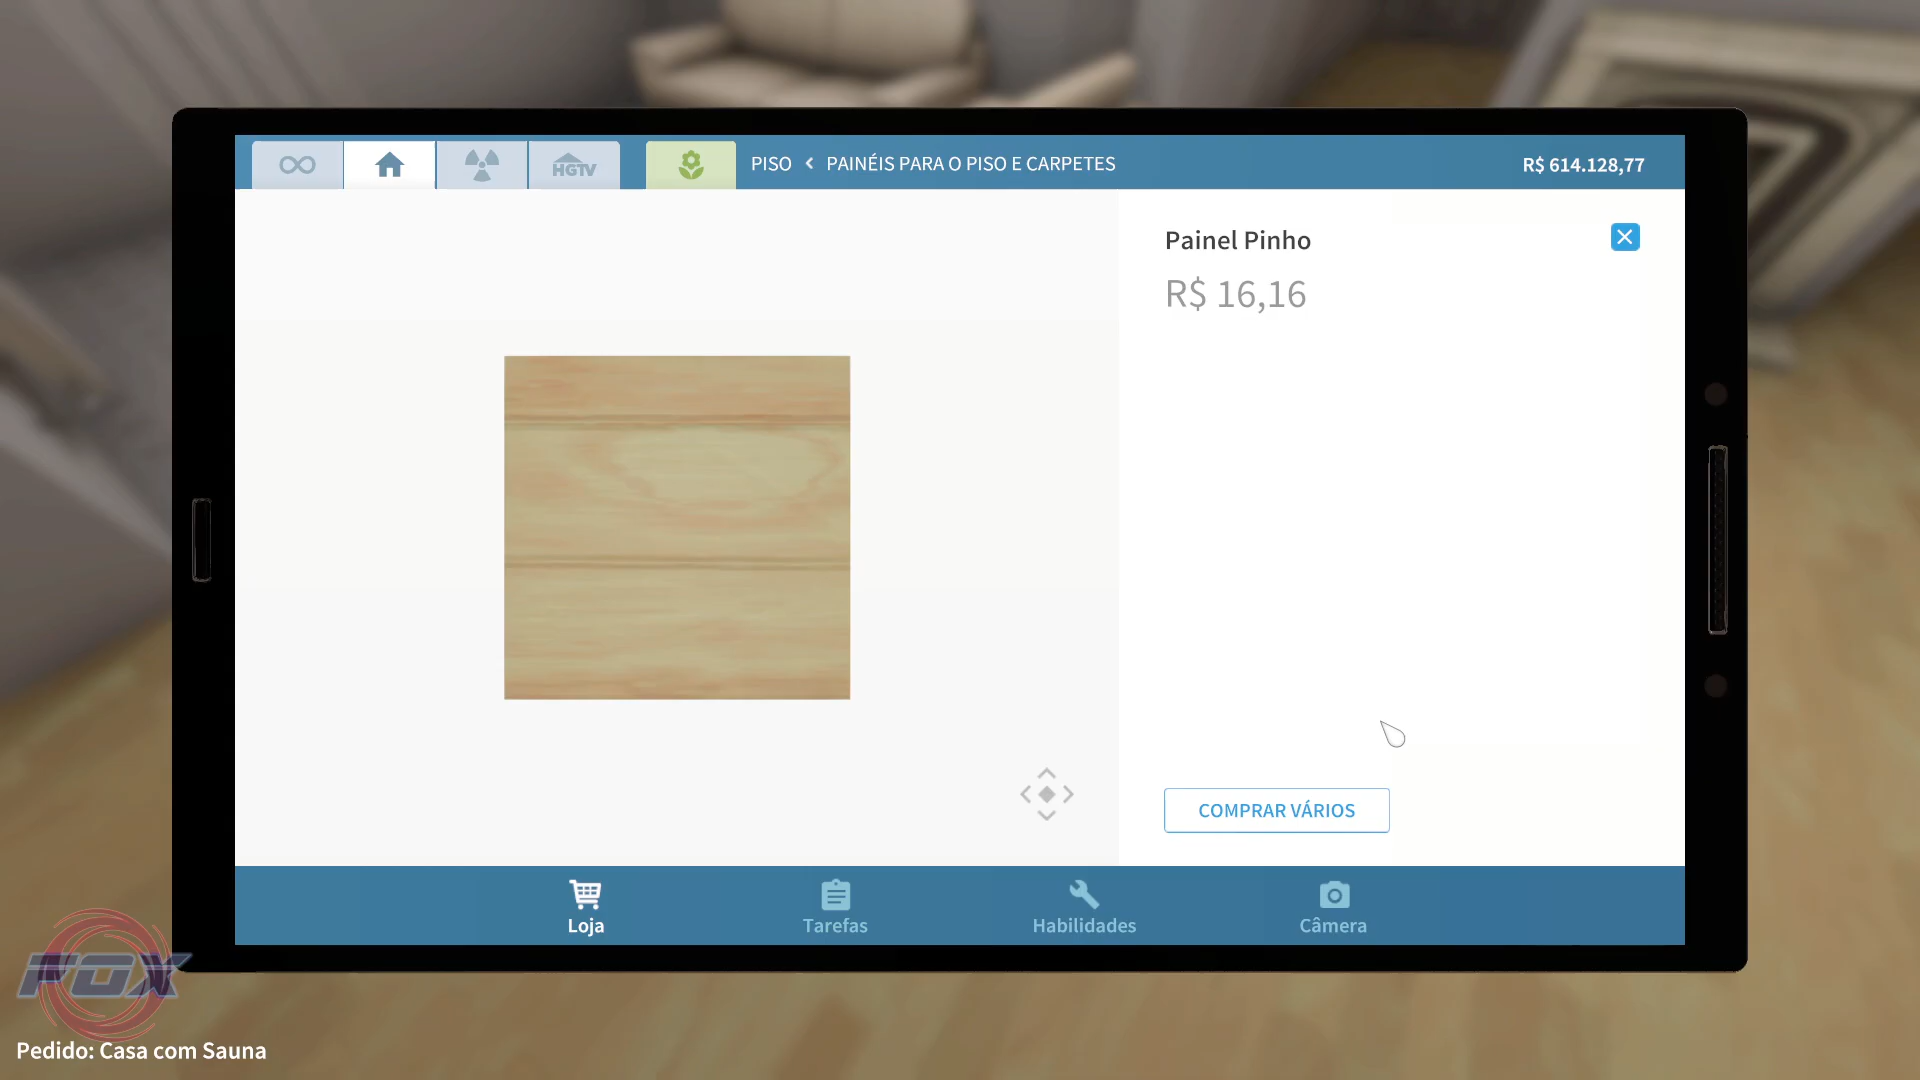 HGTV
PISO < PAINÉIS PARA O PISO E CARPETES
R$ 614.128,77
Painel Pinho
R$ 16,16
COMPRAR VÁRIOS
Loja
Tarefas
Habilidades
Câmera
FOX
Pedido: Casa com Sauna